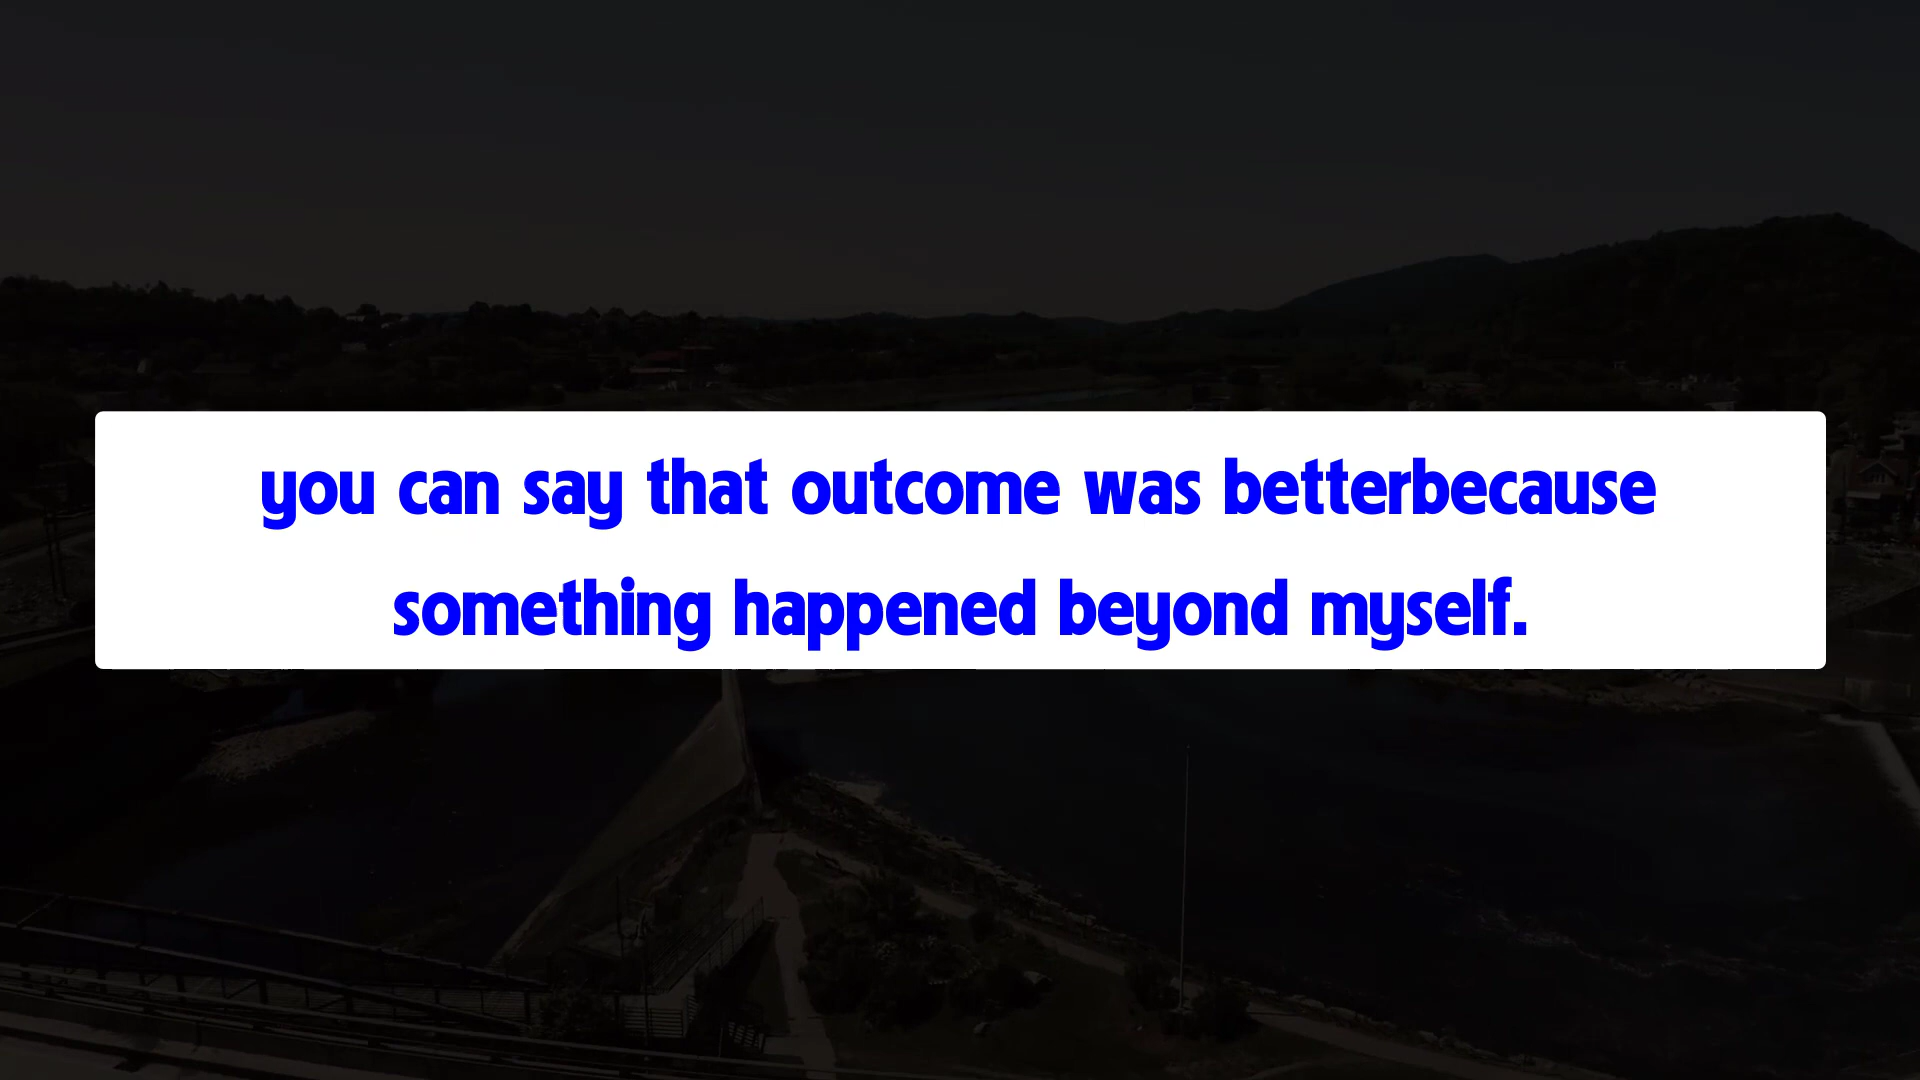 you can say that outcome was betterbecause
something happened beyond myself.